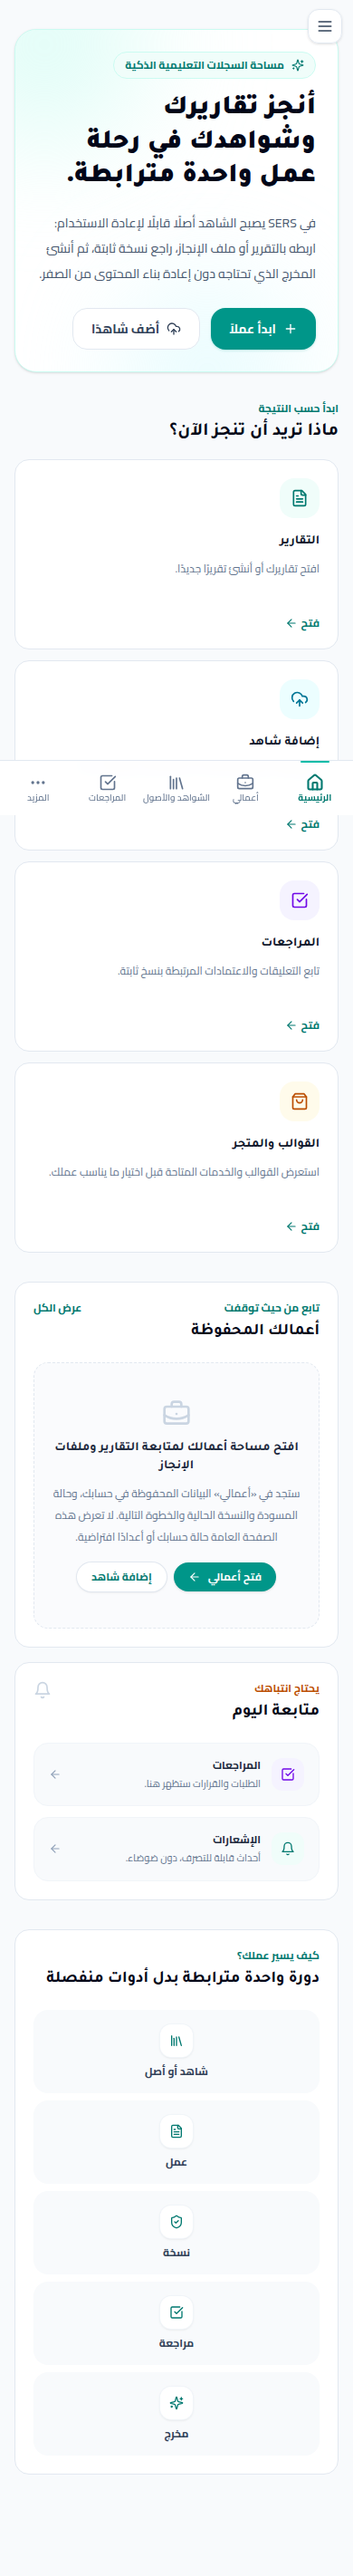 مساحة السجلات التعليمية الذكية
أنجز تقاريرك
وشواهدك في رحلة
عمل واحدة مترابطة.
في SERS يصبح الشاهد أصلًا قابلًا لإعادة الاستخدام:
اربطه بالتقرير أو ملف الإنجاز، راجع نسخة ثابتة، ثم أنشئ
المخرج الذي تحتاجه دون إعادة بناء المحتوى من الصفر.
ابدأ عملاً
أضف شاهدًا
ابدأ حسب النتيجة
ماذا تريد أن تنجز الآن؟
التقارير
افتح تقاريرك أو أنشئ تقريرًا جديدًا.
فتح
إضافة شاهد
الرئيسية
أعمالي
الشواهد والأصول
المراجعات
المزيد
فتح
المراجعات
تابع التعليقات والاعتمادات المرتبطة بنسخ ثابتة.
فتح
القوالب والمتجر
استعرض القوالب والخدمات المتاحة قبل اختيار ما يناسب عملك.
فتح
تابع من حيث توقفت
عرض الكل
أعمالك المحفوظة
افتح مساحة أعمالك لمتابعة التقارير وملفات
الإنجاز
ستجد في «أعمالي» البيانات المحفوظة في حسابك، وحالة
المسودة والنسخة الحالية والخطوة التالية. لا تعرض هذه
الصفحة العامة حالة حسابك أو أعدادًا افتراضية.
فتح أعمالي
إضافة شاهد
يحتاج انتباهك
متابعة اليوم
المراجعات
الطلبات والقرارات ستظهر هنا.
الإشعارات
أحداث قابلة للتصرف، دون ضوضاء.
كيف يسير عملك؟
دورة واحدة مترابطة بدل أدوات منفصلة
شاهد أو أصل
عمل
نسخة
مراجعة
مخرج